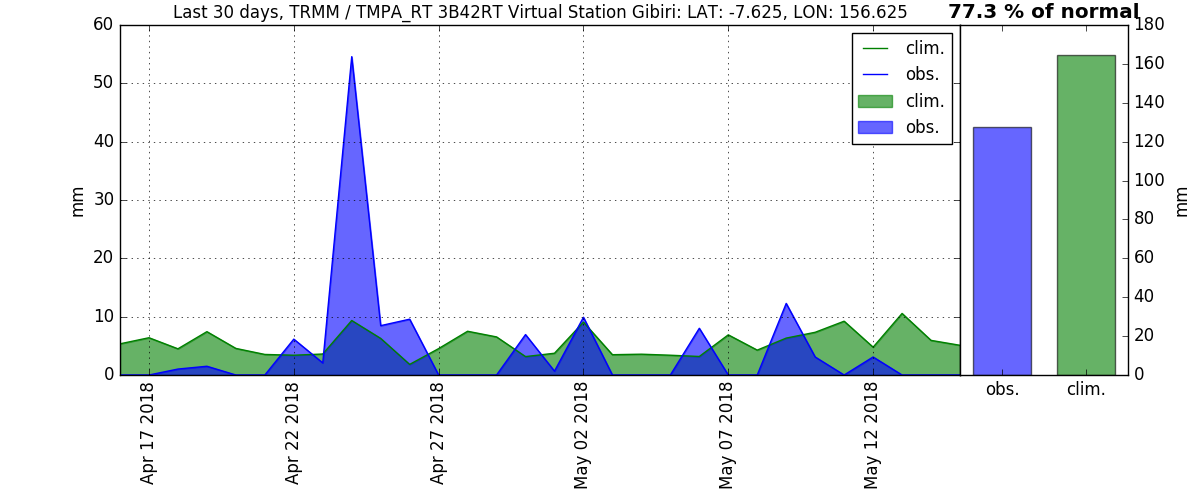 Last 30 days, TRMM / TMPA_RT 3B42RT Virtual Station Gibiri: LAT: -7.625, LON: 156.625
77.3 % of normal
clim.
obs.
clim.
obs.
mm
60
50
40
30
20
10
0
Apr 17 2018
Apr 22 2018
Apr 27 2018
May 02 2018
May 07 2018
May 12 2018
180
160
140
120
100
80
60
40
20
0
mm
obs.
clim.